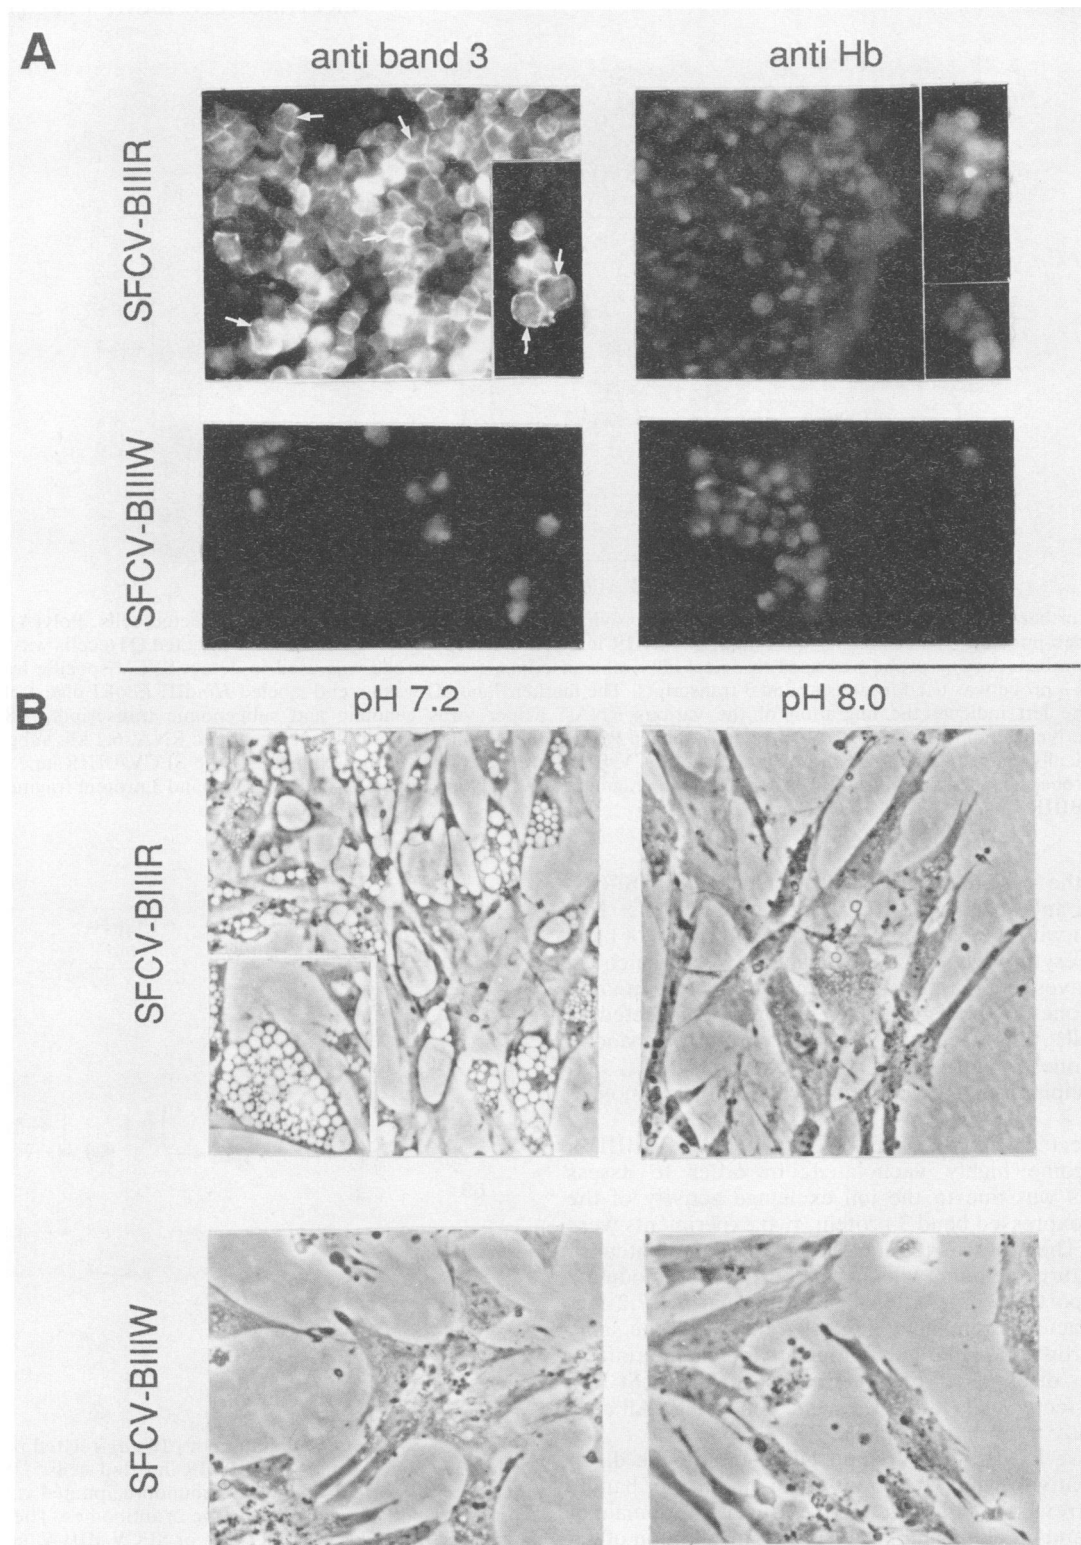 A
anti band 3
anti Hb
SFCV-BIIIR
SFCV-BIIIW
B
pH 7.2
pH 8.0
SFCV-BIIIR
SFCV-BIIIW